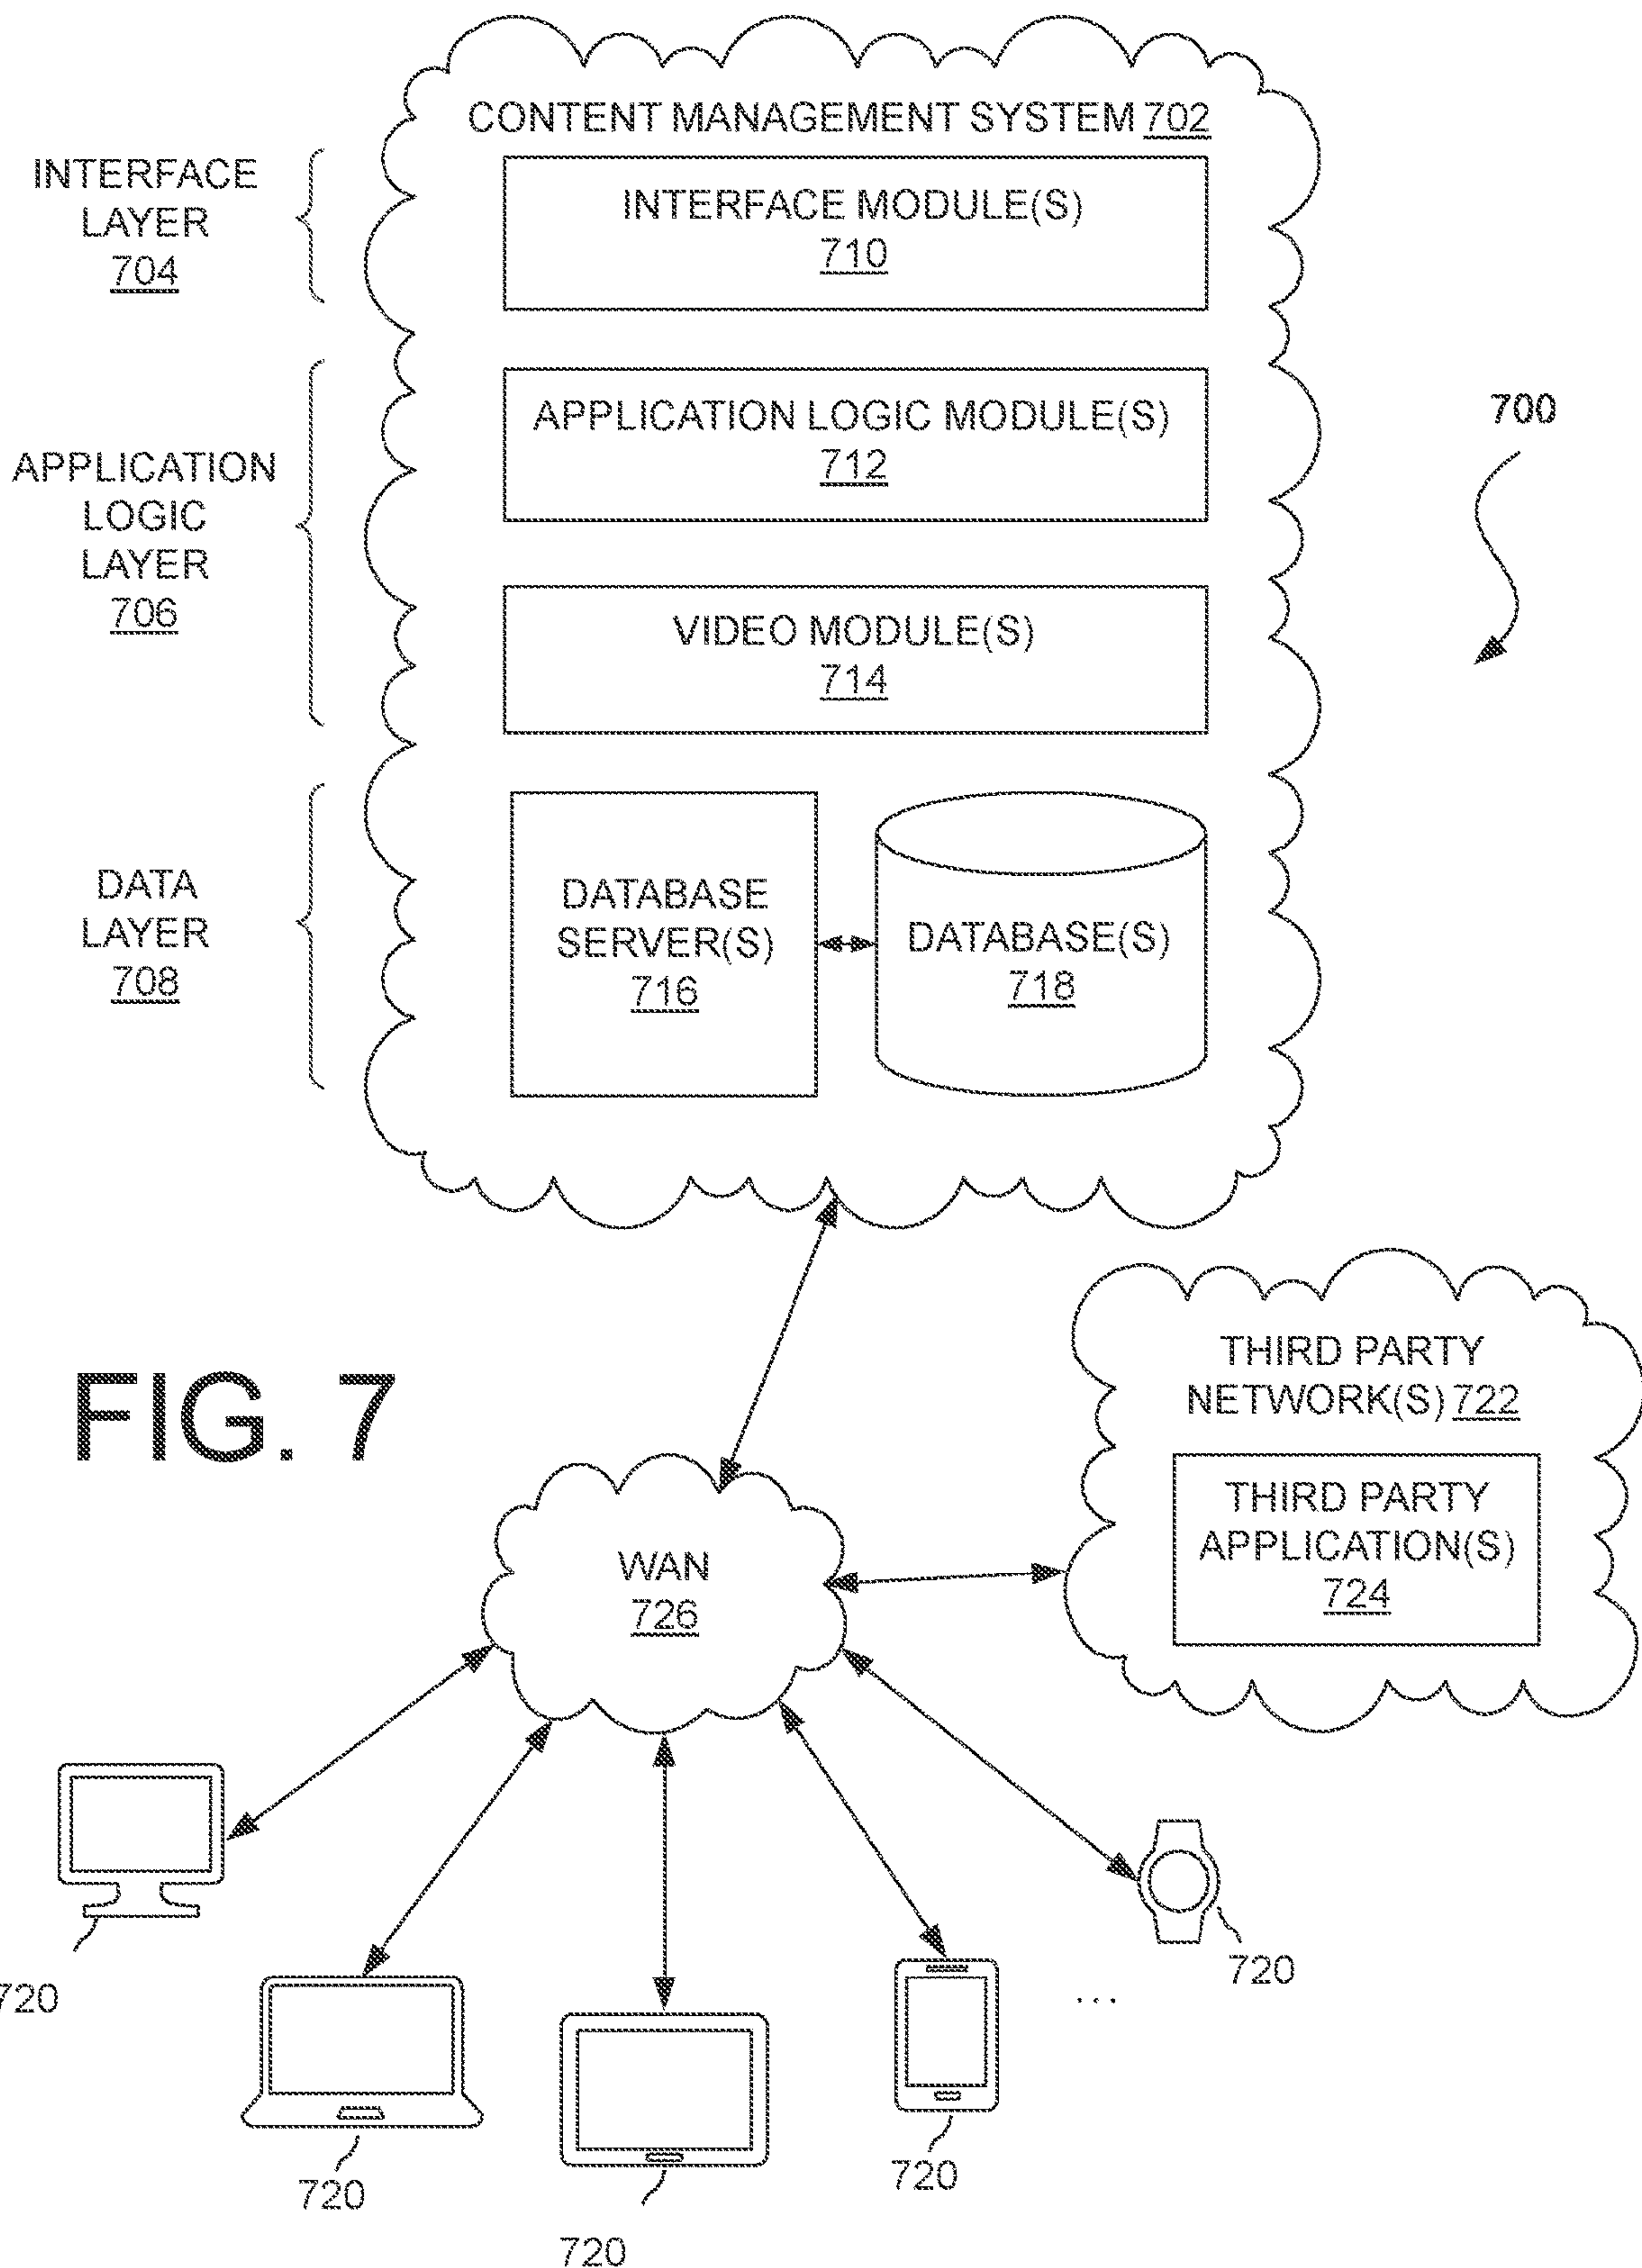 CONTENT MANAGEMENT SYSTEM 702
INTERFACE
LAYER
704
INTERFACE MODULE(S)
710
APPLICATION
LOGIC
LAYER
706
APPLICATION LOGIC MODULE(S)
712
700
VIDEO MODULE(S)
714
DATA
LAYER
708
DATABASE
SERVER(S)
716
DATABASE(S)
718
FIG. 7
THIRD PARTY
NETWORK(S) 722
THIRD PARTY
APPLICATION(S)
724
WAN
726
720
720
720
720
...
720